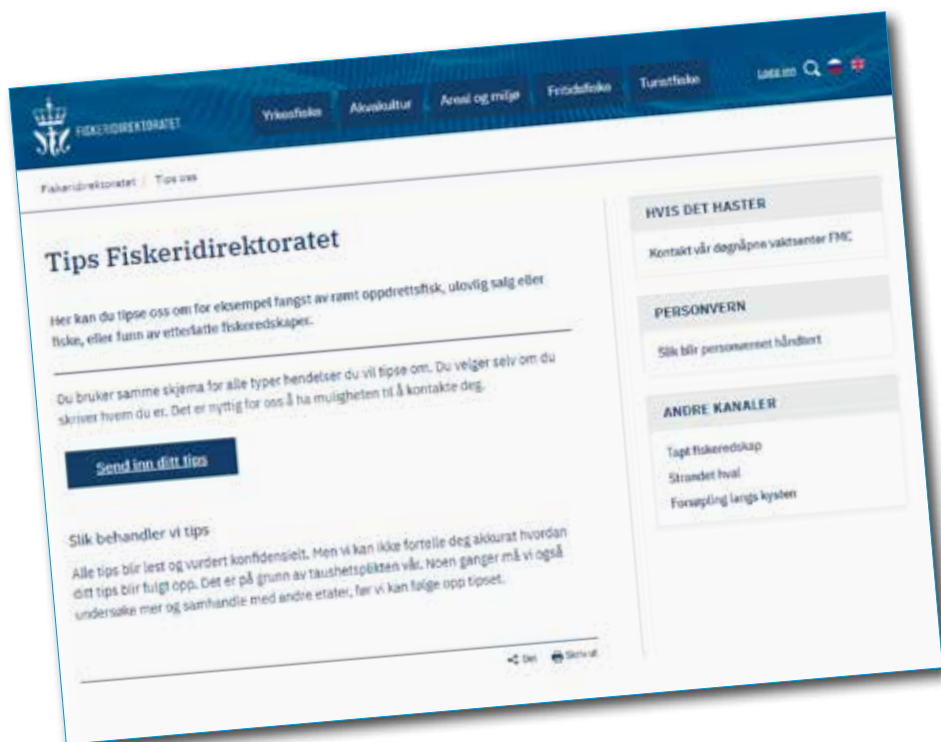 FISKERIDIREKTORATET
Yrkesfiske
Akvakultur
Areal og miljø
Fritidsfiske
Turistfiske
Logg inn
Fiskeridirektoratet / Tips oss
Tips Fiskeridirektoratet
Her kan du tipse oss om for eksempel fangst av rømt oppdrettsfisk, ulovlig salg eller
fiske, eller funn av etterlatte fiskeredskaper.
Du bruker samme skjema for alle typer hendelser du vil tipse om. Du velger selv om du
skriver hvem du er. Det er nyttig for oss å ha muligheten til å kontakte deg.
Send inn ditt tips
Slik behandler vi tips
Alle tips blir lest og vurdert konfidensielt. Men vi kan ikke fortelle deg akkurat hvordan
ditt tips blir fulgt opp. Det er på grunn av taushetsplikten vår. Noen ganger må vi også
undersøke mer og samhandle med andre etater, før vi kan følge opp tipset.
Del
Skriv ut
HVIS DET HASTER
Kontakt vår døgnåpne vaktsenter FMC
PERSONVERN
Slik blir personvernet håndtert
ANDRE KANALER
Tapt fiskeredskap
Strandet hval
Forsøpling langs kysten